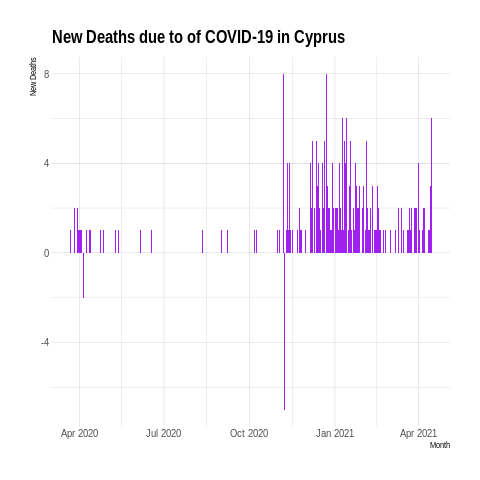 New Deaths due to of COVID-19 in Cyprus
New Deaths
8
4
0
-4
Apr 2020 Jul 2020 Oct 2020 Jan 2021 Apr 2021
Month